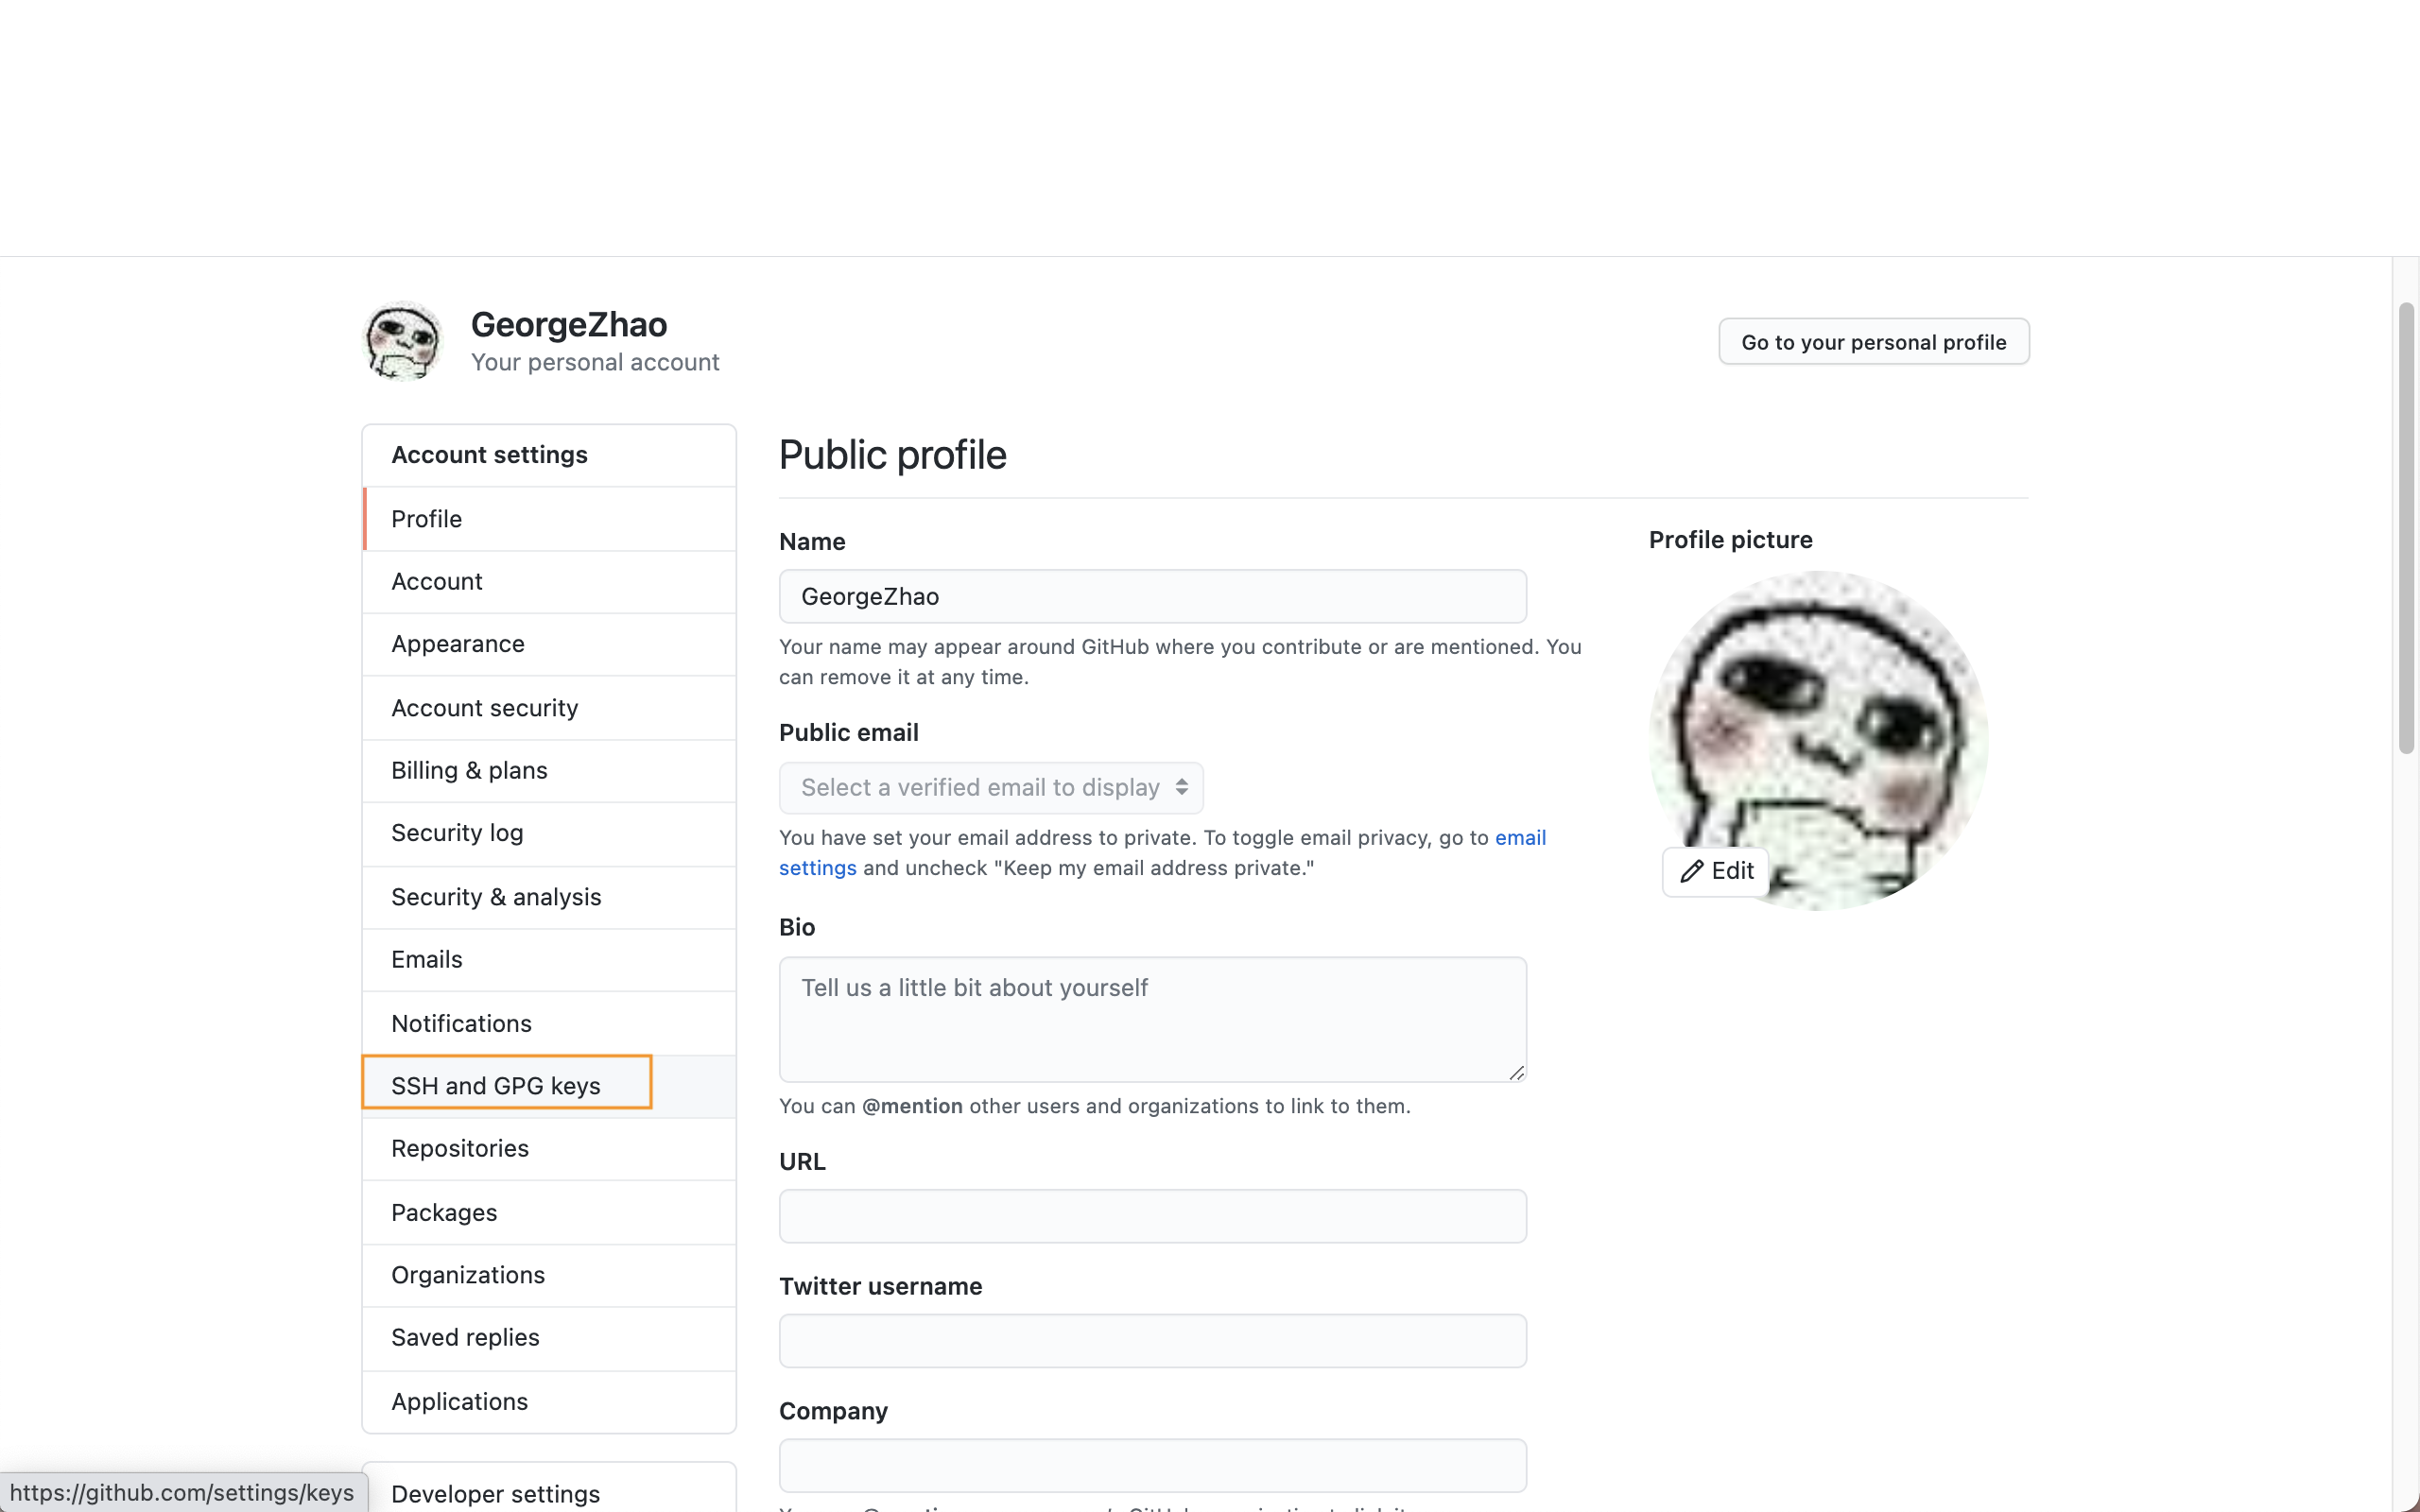 GeorgeZhao
Your personal account
Go to your personal profile
Account settings
Profile
Account
Appearance
Account security
Billing & plans
Security log
Security & analysis
Emails
Notifications
SSH and GPG keys
Repositories
Packages
Organizations
Saved replies
Applications
Developer settings
https://github.com/settings/keys
Public profile
Name
GeorgeZhao
Your name may appear around GitHub where you contribute or are mentioned. You
can remove it at any time.
Public email
Select a verified email to display
You have set your email address to private. To toggle email privacy, go to email
settings and uncheck "Keep my email address private."
Bio
Tell us a little bit about yourself
You can @mention other users and organizations to link to them.
URL
Twitter username
Company
Profile picture
Edit